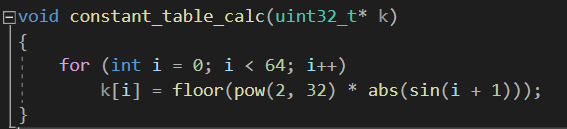 void constant_table_calc(uint32_t* k)
{
    for (int i = 0; i < 64; i++)
        k[i] = floor(pow(2, 32) * abs(sin(i + 1)));
}